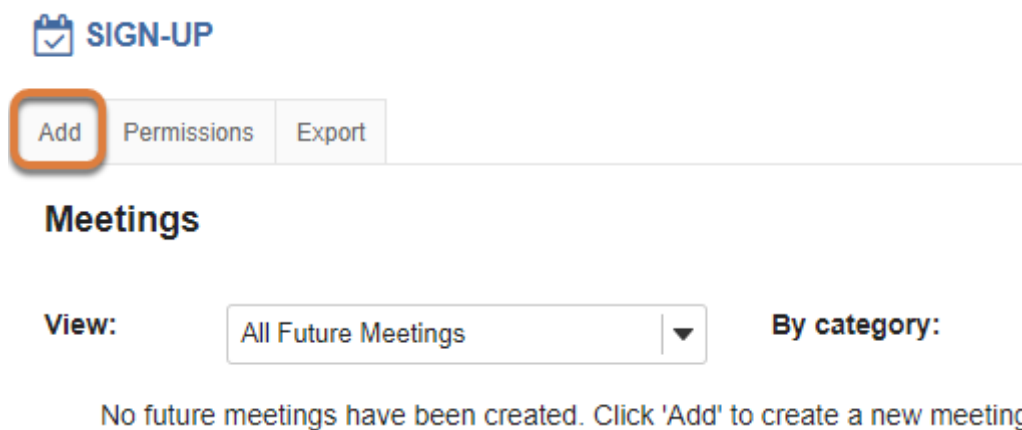 SIGN-UP
Add Permissions Export
Meetings
View: All Future Meetings By category:
No future meetings have been created. Click 'Add' to create a new meeting